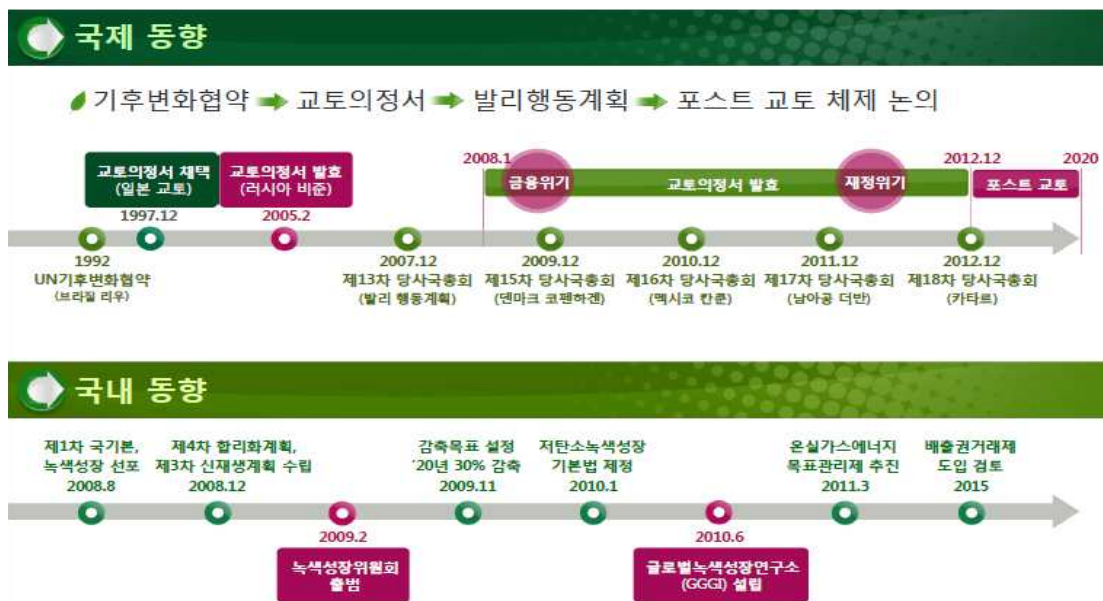 국제 동향
기후변화협약 ➡ 교토의정서 ➡ 발리행동계획 ➡ 포스트 교토 체제 논의
교토의정서 채택
(일본 교토)
1997.12
교토의정서 발효
(러시아 비준)
2005.2
2008.1
금융위기
교토의정서 발효
재정위기
2012.12
포스트 교토
2020
1992
UN기후변화협약
(브라질 리우)
2007.12
제13차 당사국총회
(발리 행동계획)
2009.12
제15차 당사국총회
(덴마크 코펜하겐)
2010.12
제16차 당사국총회
(멕시코 칸쿤)
2011.12
제17차 당사국총회
(남아공 더반)
2012.12
제18차 당사국총회
(카타르)
국내 동향
제1차 국기본,
녹색성장 선포
2008.8
제4차 합리화계획,
제3차 신재생계획 수립
2008.12
2009.2
녹색성장위원회
출범
감축목표 설정
'20년 30% 감축
2009.11
저탄소녹색성장
기본법 제정
2010.1
2010.6
글로벌녹색성장연구소
(GGGI) 설립
온실가스에너지
목표관리제 추진
2011.3
배출권거래제
도입 검토
2015